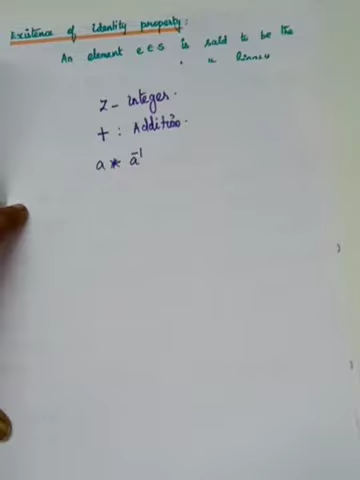 Existence of identity property:
An element e ∈ S is said to be the
Z - integer.
+ : Addition.
a * a⁻¹